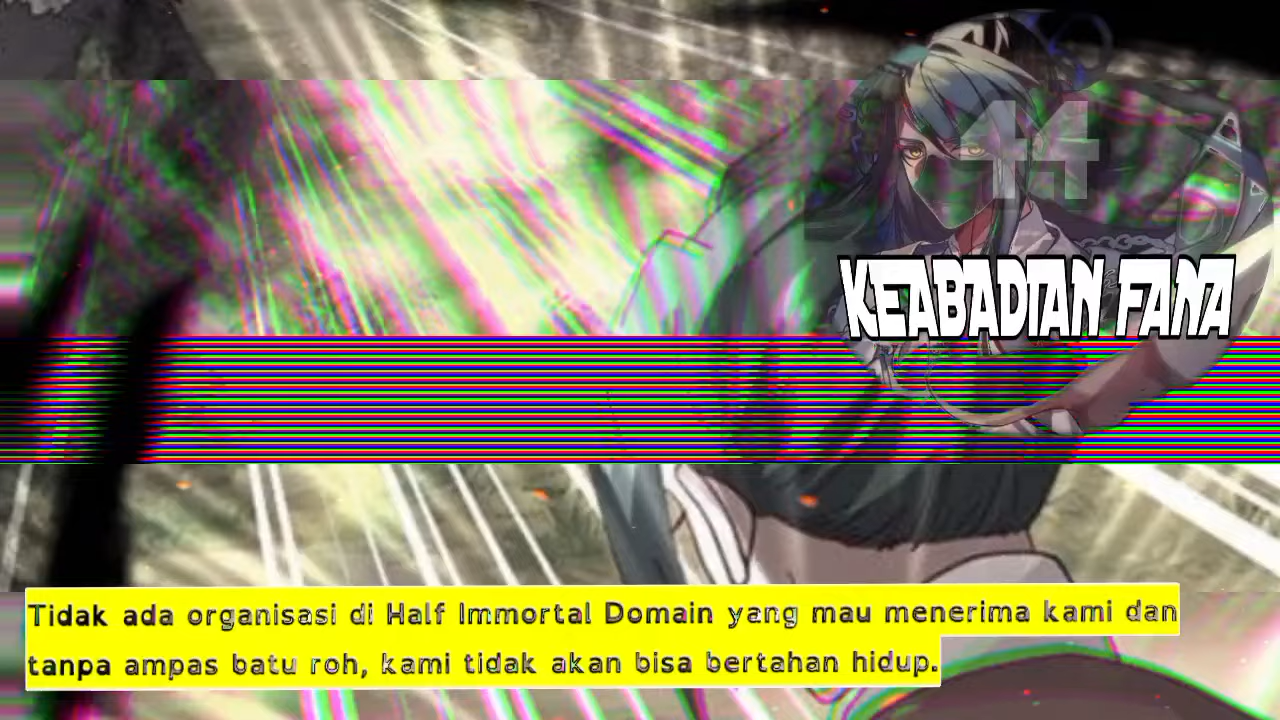 44
KEABADIAN FANA
Tidak ada organisasi di Half Immortal Domain yang mau menerima kami dan
tanpa ampas batu roh, kami tidak akan bisa bertahan hidup.